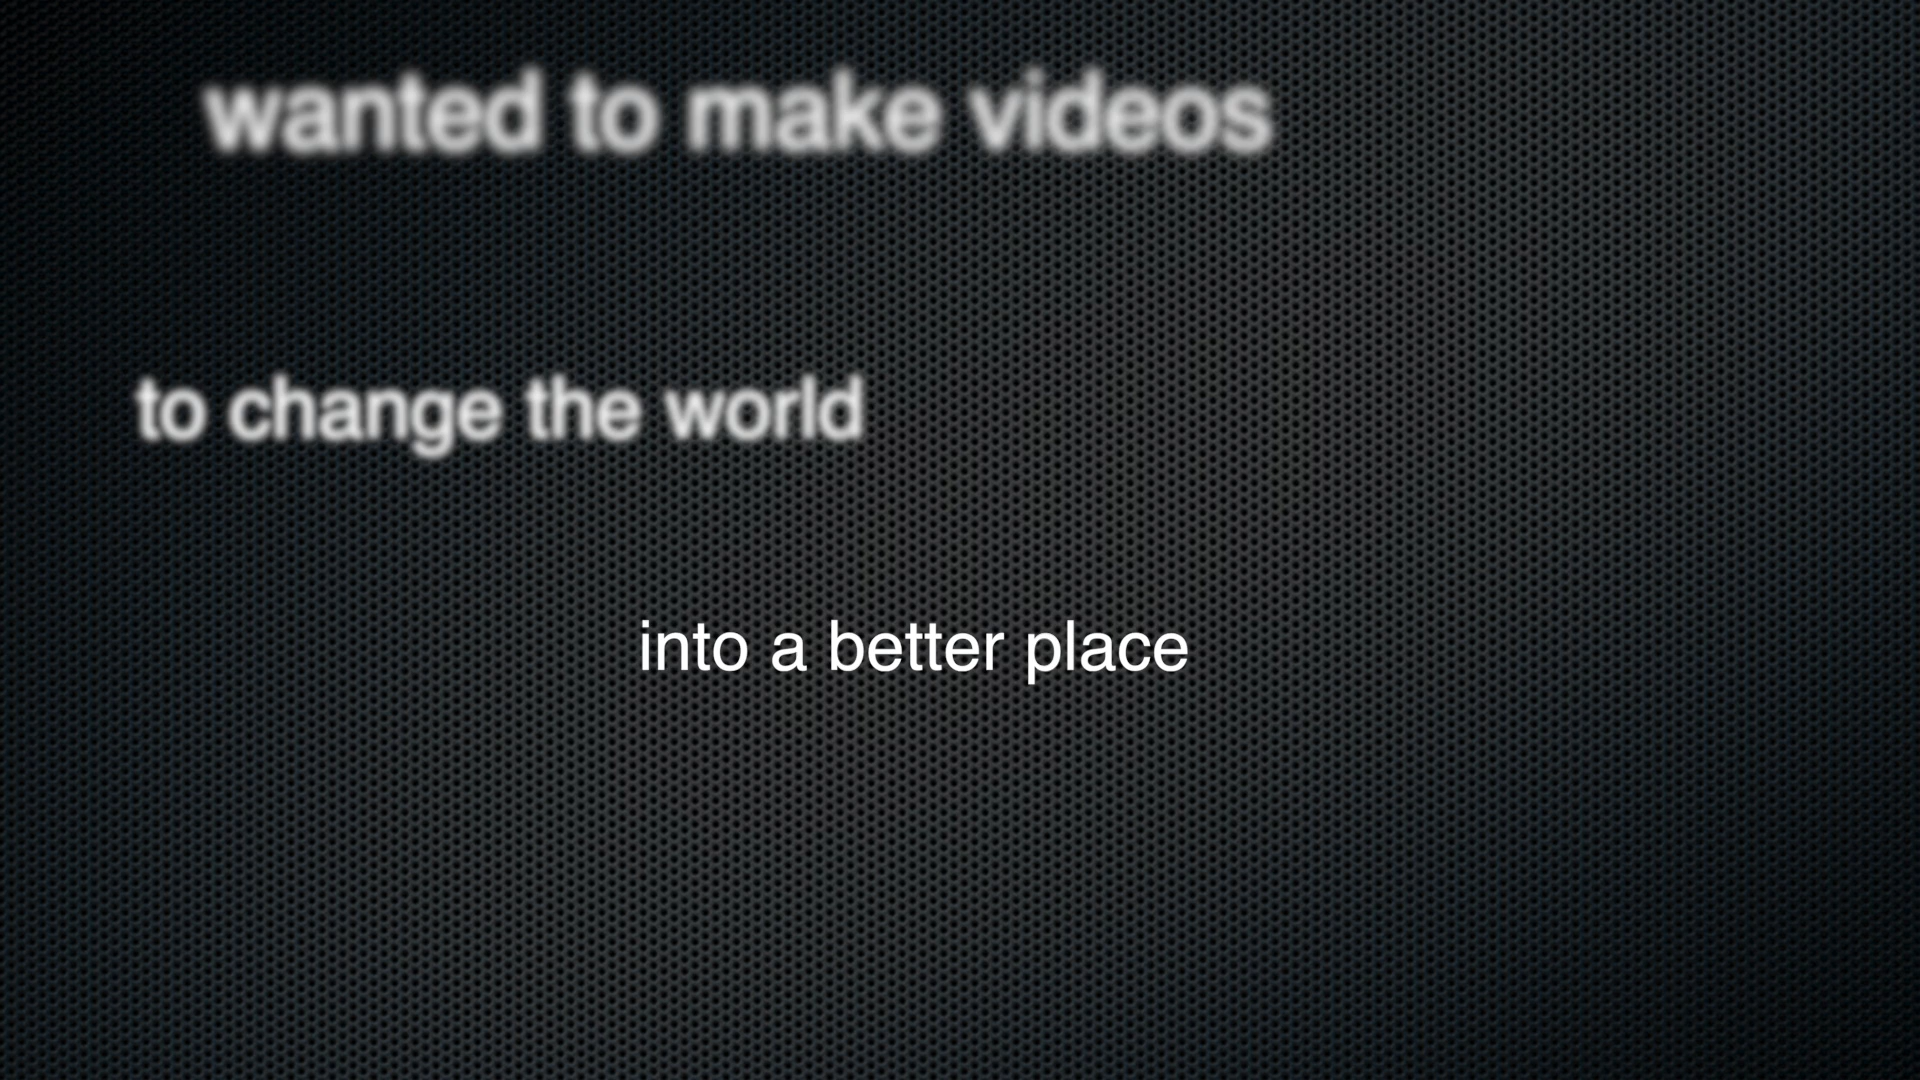 wanted to make videos
to change the world
into a better place